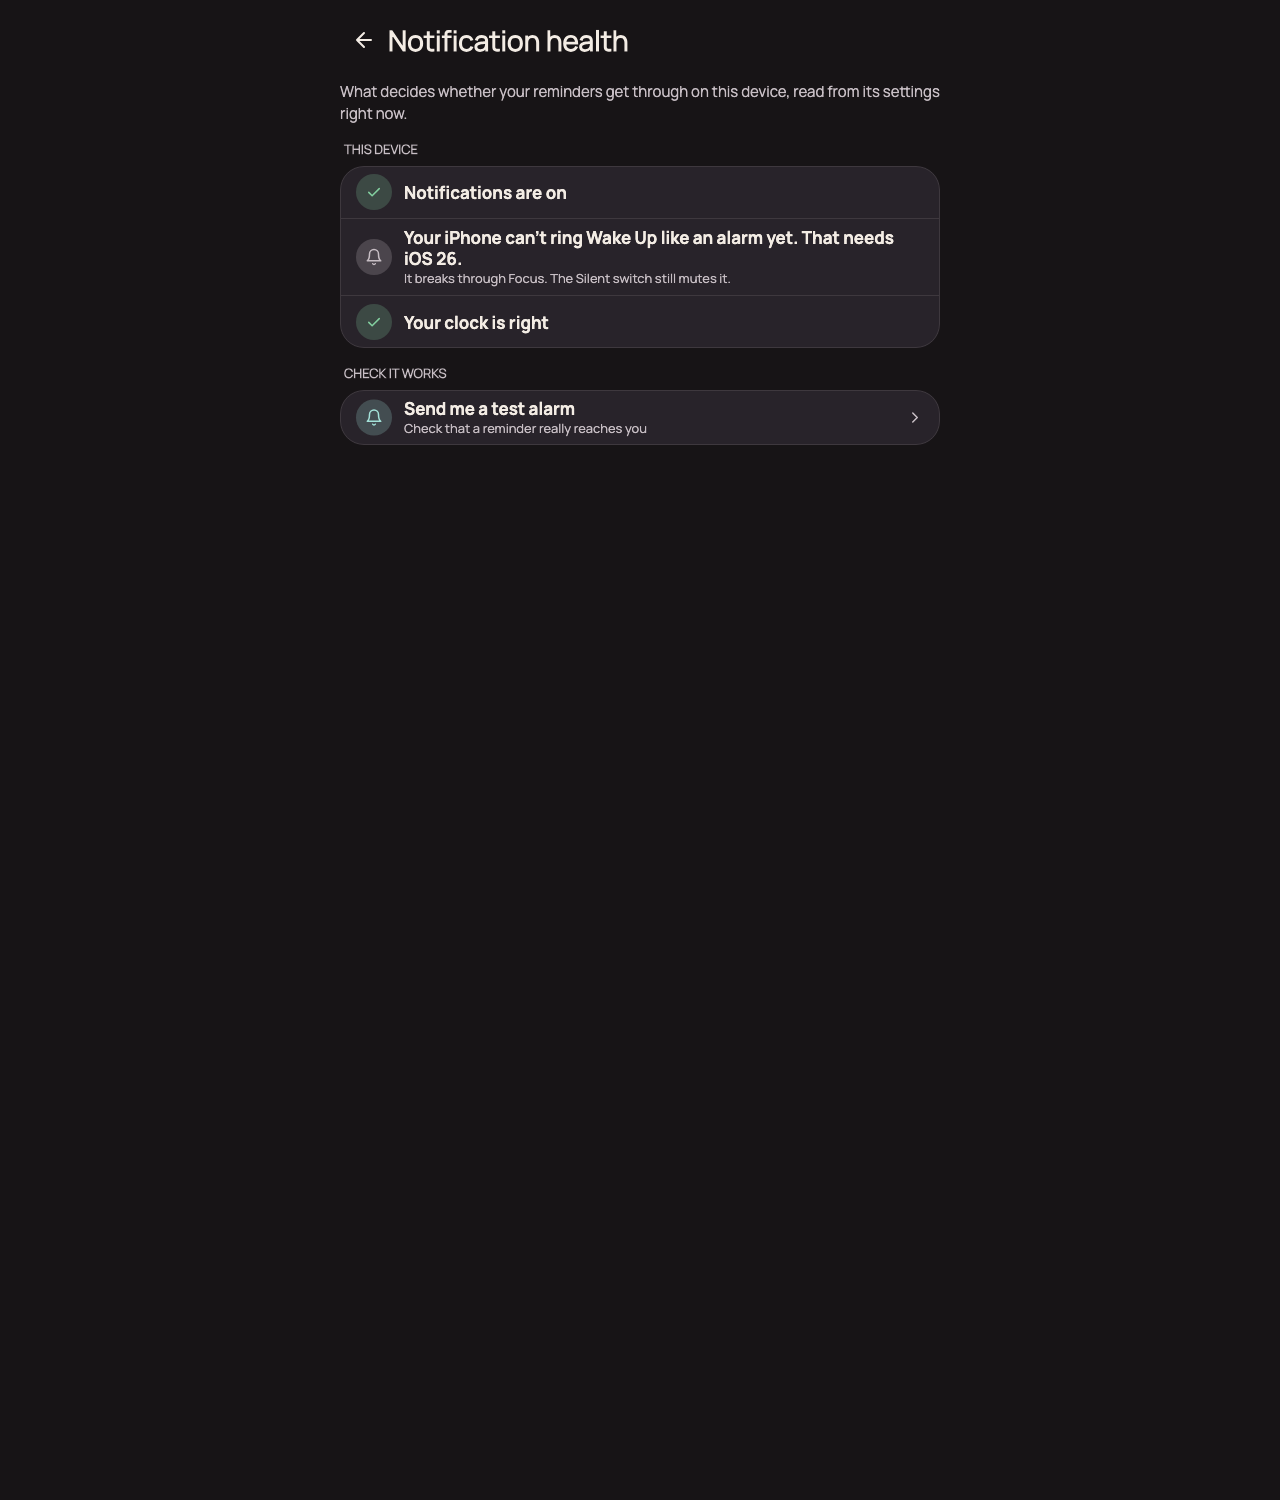 Notification health
What decides whether your reminders get through on this device, read from its settings
right now.
THIS DEVICE
Notifications are on
Your iPhone can't ring Wake Up like an alarm yet. That needs
iOS 26.
It breaks through Focus. The Silent switch still mutes it.
Your clock is right
CHECK IT WORKS
Send me a test alarm
Check that a reminder really reaches you